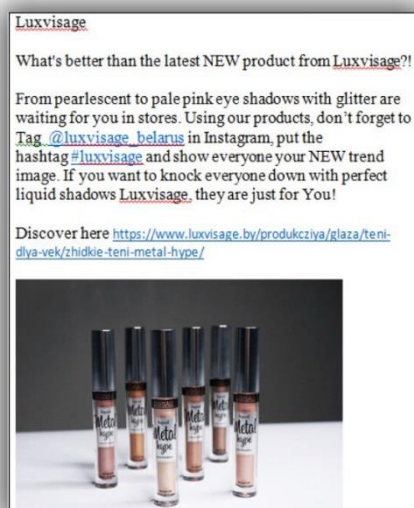 Luxvisage
What's better than the latest NEW product from Luxvisage?!
From pearlescent to pale pink eye shadows with glitter are
waiting for you in stores. Using our products, don't forget to
Tag @luxvisage_belarus in Instagram, put the
hashtag #luxvisage and show everyone your NEW trend
image. If you want to knock everyone down with perfect
liquid shadows Luxvisage, they are just for You!
Discover here https://www.luxvisage.by/produkcziya/glaza/teni-
dlya-vek/zhidkie-teni-metal-hype/
Metal
hype
Metal
hype
Metal
hype